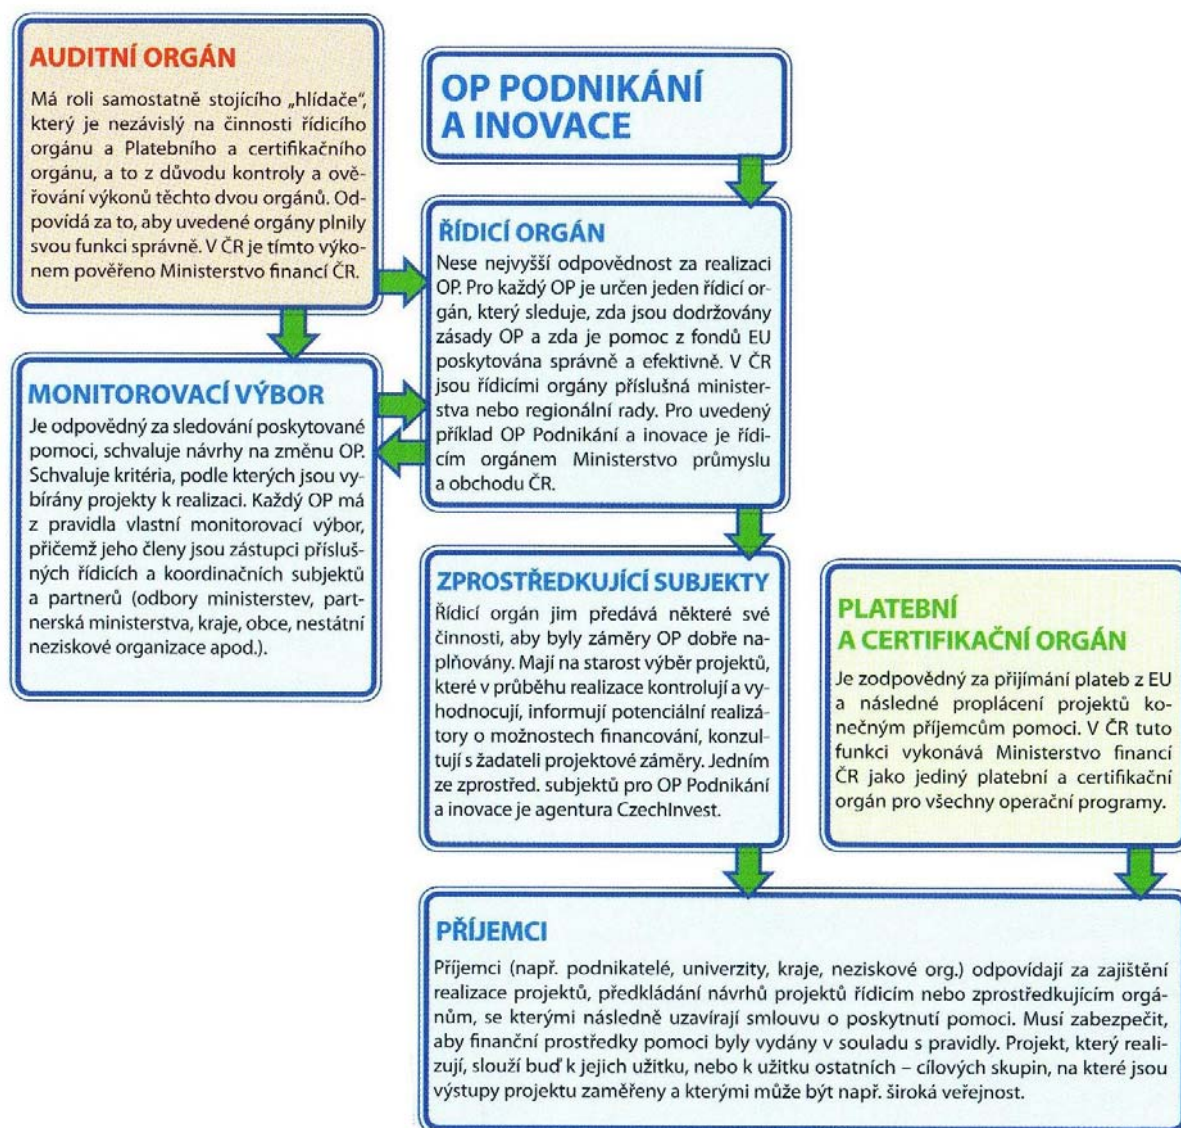 AUDITNÍ ORGÁN
Má roli samostatně stojícího „hlídače“,
který je nezávislý na činnosti řídicího
orgánu a Platebního a certifikačního
orgánu, a to z důvodu kontroly a ově-
řování výkonů těchto dvou orgánů. Od-
povídá za to, aby uvedené orgány plnily
svou funkci správně. V ČR je tímto výko-
nem pověřeno Ministerstvo financí ČR.
OP PODNIKÁNÍ
A INOVACE
ŘÍDICÍ ORGÁN
Nese nejvyšší odpovědnost za realizaci
OP. Pro každý OP je určen jeden řídicí or-
gán, který sleduje, zda jsou dodržovány
zásady OP a zda je pomoc z fondů EU
poskytována správně a efektivně. V ČR
jsou řídicími orgány příslušná minister-
stva nebo regionální rady. Pro uvedený
příklad OP Podnikání a inovace je řídi-
cím orgánem Ministerstvo průmyslu
a obchodu ČR.
MONITOROVACÍ VÝBOR
Je odpovědný za sledování poskytované
pomoci, schvaluje návrhy na změnu OP.
Schvaluje kritéria, podle kterých jsou vy-
bírány projekty k realizaci. Každý OP má
z pravidla vlastní monitorovací výbor,
přičemž jeho členy jsou zástupci přísluš-
ných řídicích a koordinačních subjektů
a partnerů (odbory ministerstev, part-
nerská ministerstva, kraje, obce, nestátní
neziskové organizace apod.).
ZPROSTŘEDKUJÍCÍ SUBJEKTY
Řídicí orgán jim předává některé své
činnosti, aby byly záměry OP dobře na-
plňovány. Mají na starost výběr projektů,
které v průběhu realizace kontrolují a vy-
hodnocují, informují potenciální realizá-
tory o možnostech financování, konzul-
tují s žadateli projektové záměry. Jedním
ze zprostřed. subjektů pro OP Podnikání
a inovace je agentura CzechInvest.
PLATEBNÍ
A CERTIFIKAČNÍ ORGÁN
Je zodpovědný za přijímání plateb z EU
a následné proplácení projektů ko-
nečným příjemcům pomoci. V ČR tuto
funkci vykonává Ministerstvo financí
ČR jako jediný platební a certifikační
orgán pro všechny operační programy.
PŘÍJEMCI
Příjemci (např. podnikatelé, univerzity, kraje, neziskové org.) odpovídají za zajištění
realizace projektů, předkládání návrhů projektů řídicím nebo zprostředkujícím orgá-
nům, se kterými následně uzavírají smlouvu o poskytnutí pomoci. Musí zabezpečit,
aby finanční prostředky pomoci byly vydány v souladu s pravidly. Projekt, který reali-
zují, slouží buď k jejich užitku, nebo k užitku ostatních – cílových skupin, na které jsou
výstupy projektu zaměřeny a kterými může být např. široká veřejnost.